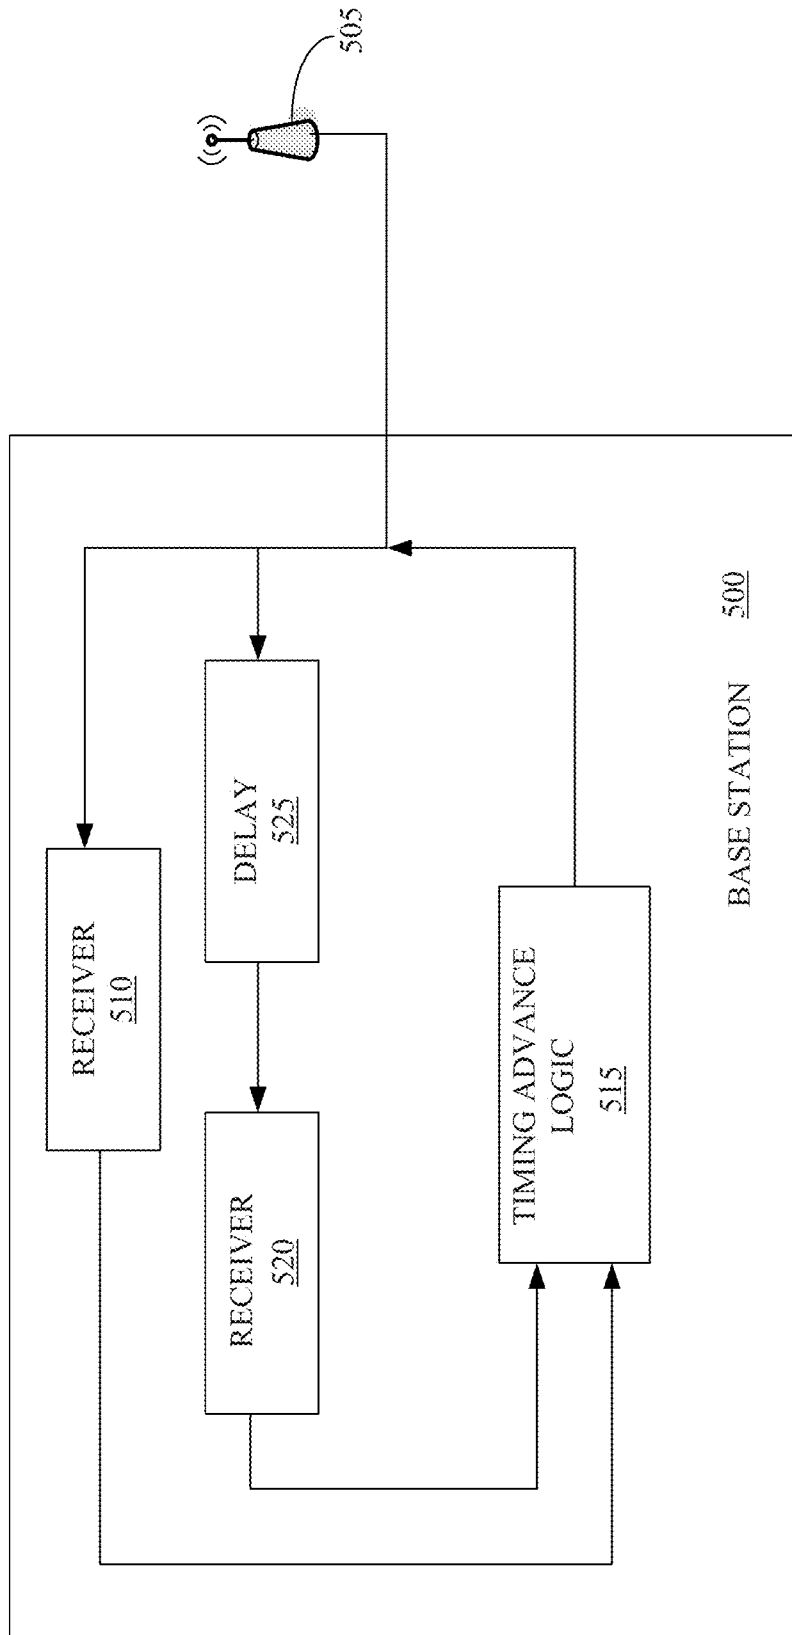 505
RECEIVER
510
DELAY
525
RECEIVER
520
TIMING ADVANCE
LOGIC
515
BASE STATION 500